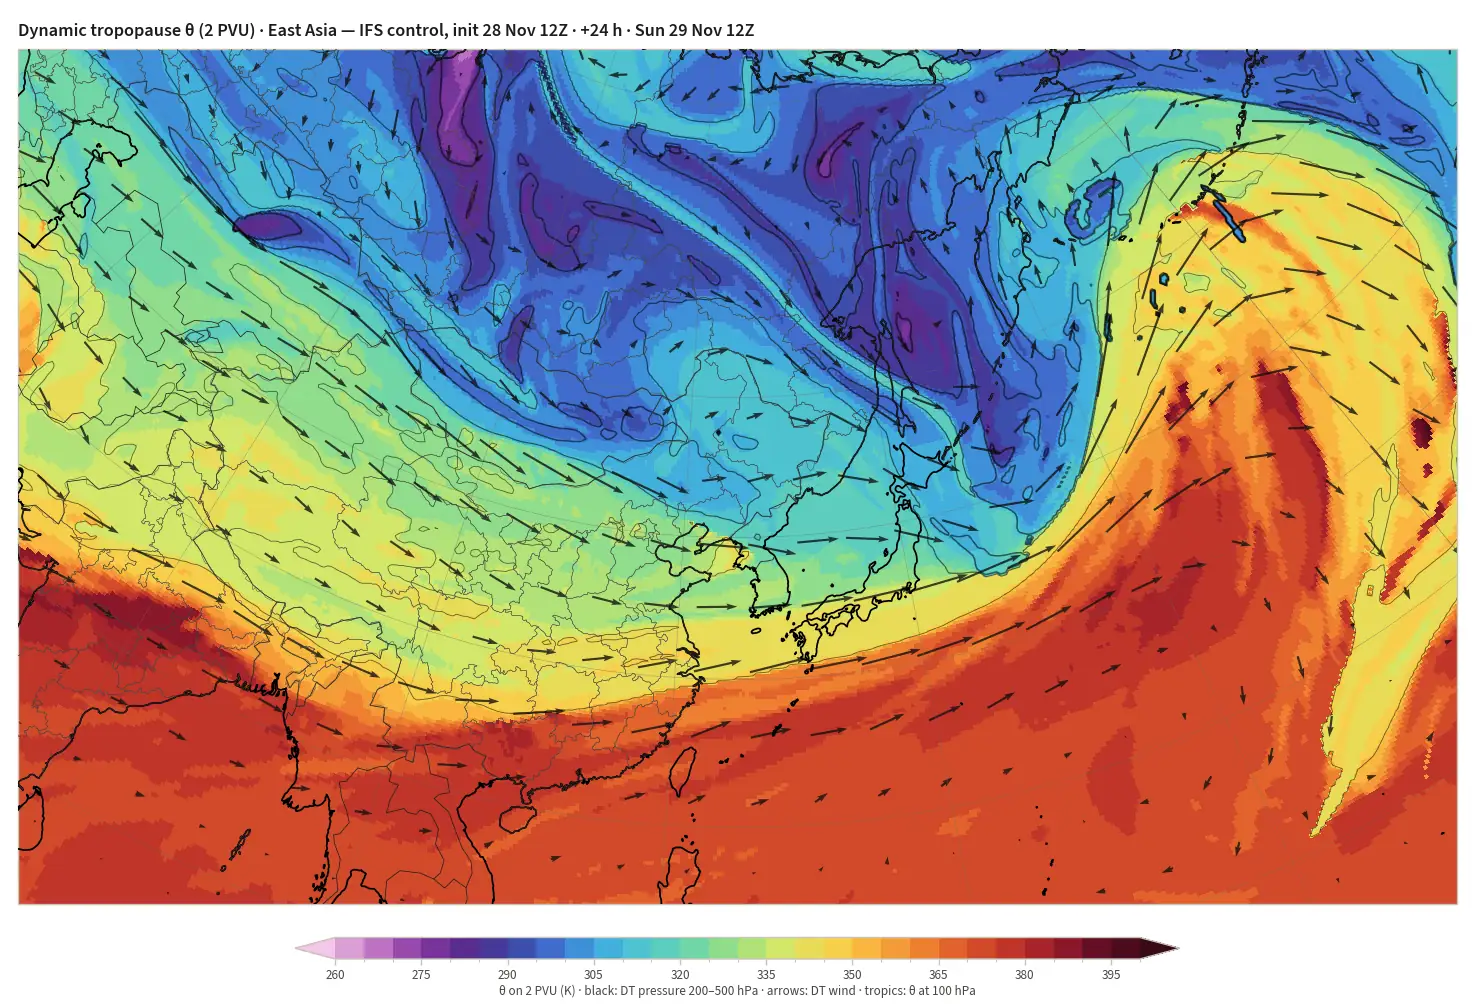 Dynamic tropopause θ (2 PVU) · East Asia — IFS control, init 28 Nov 12Z · +24 h · Sun 29 Nov 12Z
260 275 290 305 320 335 350 365 380 395
θ on 2 PVU (K) · black: DT pressure 200–500 hPa · arrows: DT wind · tropics: θ at 100 hPa